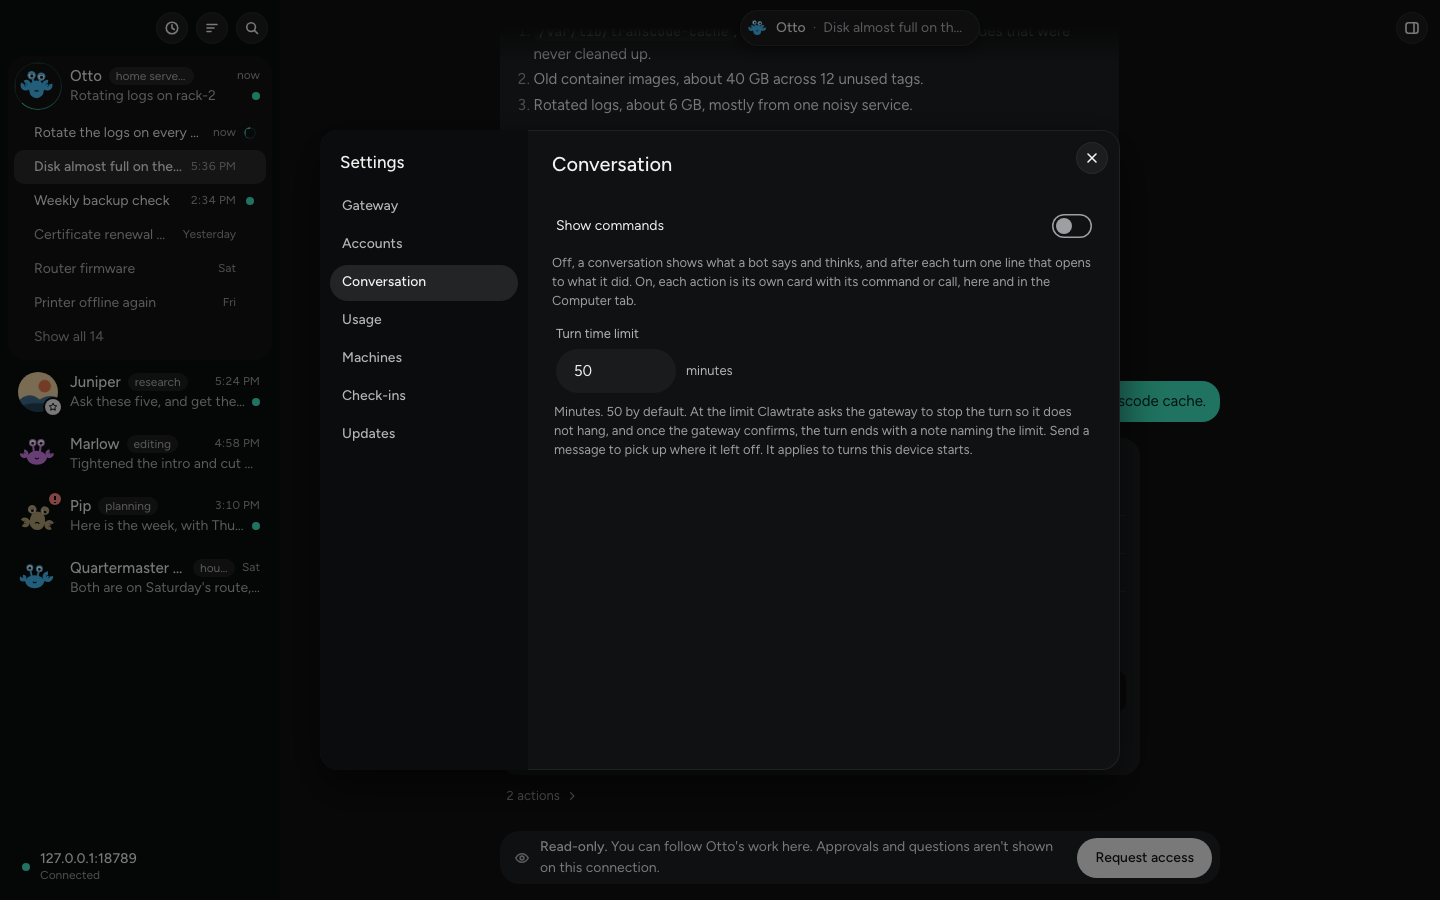 Otto · Disk almost full on th...
Otto home serve... now
Rotating logs on rack-2
Rotate the logs on every ... now
Disk almost full on the... 5:36 PM
Weekly backup check 2:34 PM
Certificate renewal ... Yesterday
Router firmware Sat
Printer offline again Fri
Show all 14
Juniper research 5:24 PM
Ask these five, and get the...
Marlow editing 4:58 PM
Tightened the intro and cut ...
Pip planning 3:10 PM
Here is the week, with Thu...
Quartermaster ... hou... Sat
Both are on Saturday's route,...
127.0.0.1:18789
Connected
never cleaned up.
2. Old container images, about 40 GB across 12 unused tags.
3. Rotated logs, about 6 GB, mostly from one noisy service.
Settings
Gateway
Accounts
Conversation
Usage
Machines
Check-ins
Updates
Conversation
Show commands
Off, a conversation shows what a bot says and thinks, and after each turn one line that opens
to what it did. On, each action is its own card with its command or call, here and in the
Computer tab.
Turn time limit
50 minutes
Minutes. 50 by default. At the limit Clawtrate asks the gateway to stop the turn so it does
not hang, and once the gateway confirms, the turn ends with a note naming the limit. Send a
message to pick up where it left off. It applies to turns this device starts.
cache.
2 actions
Read-only. You can follow Otto's work here. Approvals and questions aren't shown
on this connection.
Request access